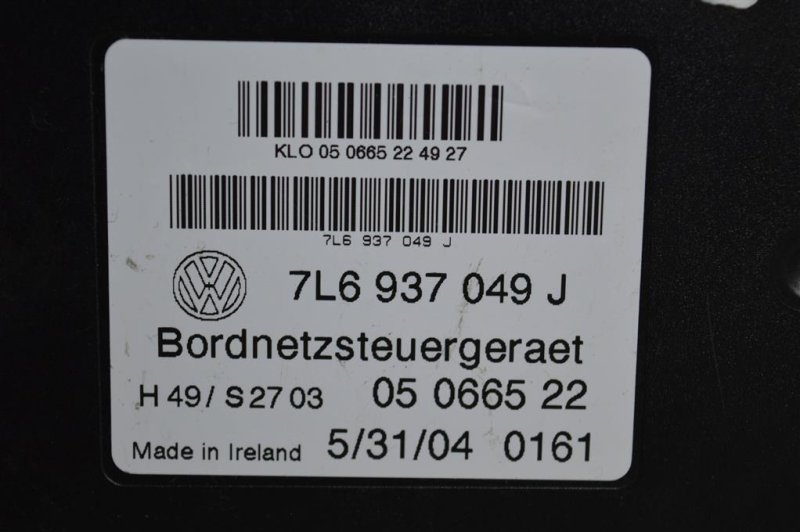 KLO 05 0665 22 49 27
7L6 937 049 J
7L6 937 049 J
Bordnetzsteuergeraet
H 49/ S 27 03 05 0665 22
Made in Ireland 5/31/04 0161